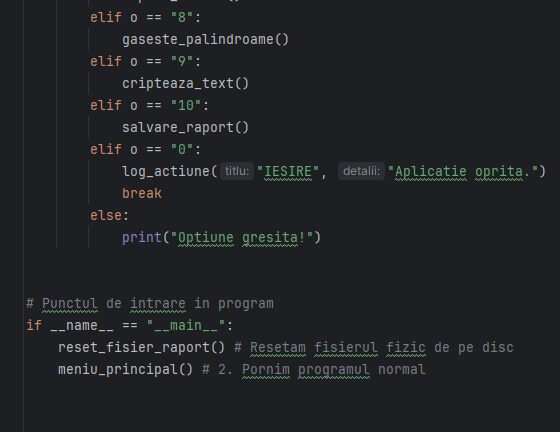 elif o == "8":
gaseste_palindroame()
elif o == "9":
cripteaza_text()
elif o == "10":
salvare_raport()
elif o == "0":
log_actiune( titlu: "IESIRE", detalii: "Aplicatie oprita.")
break
else:
print("Optiune gresita!")
# Punctul de intrare in program
if __name__ == "__main__":
reset_fisier_raport() # Resetam fisierul fizic de pe disc
meniu_principal() # 2. Pornim programul normal